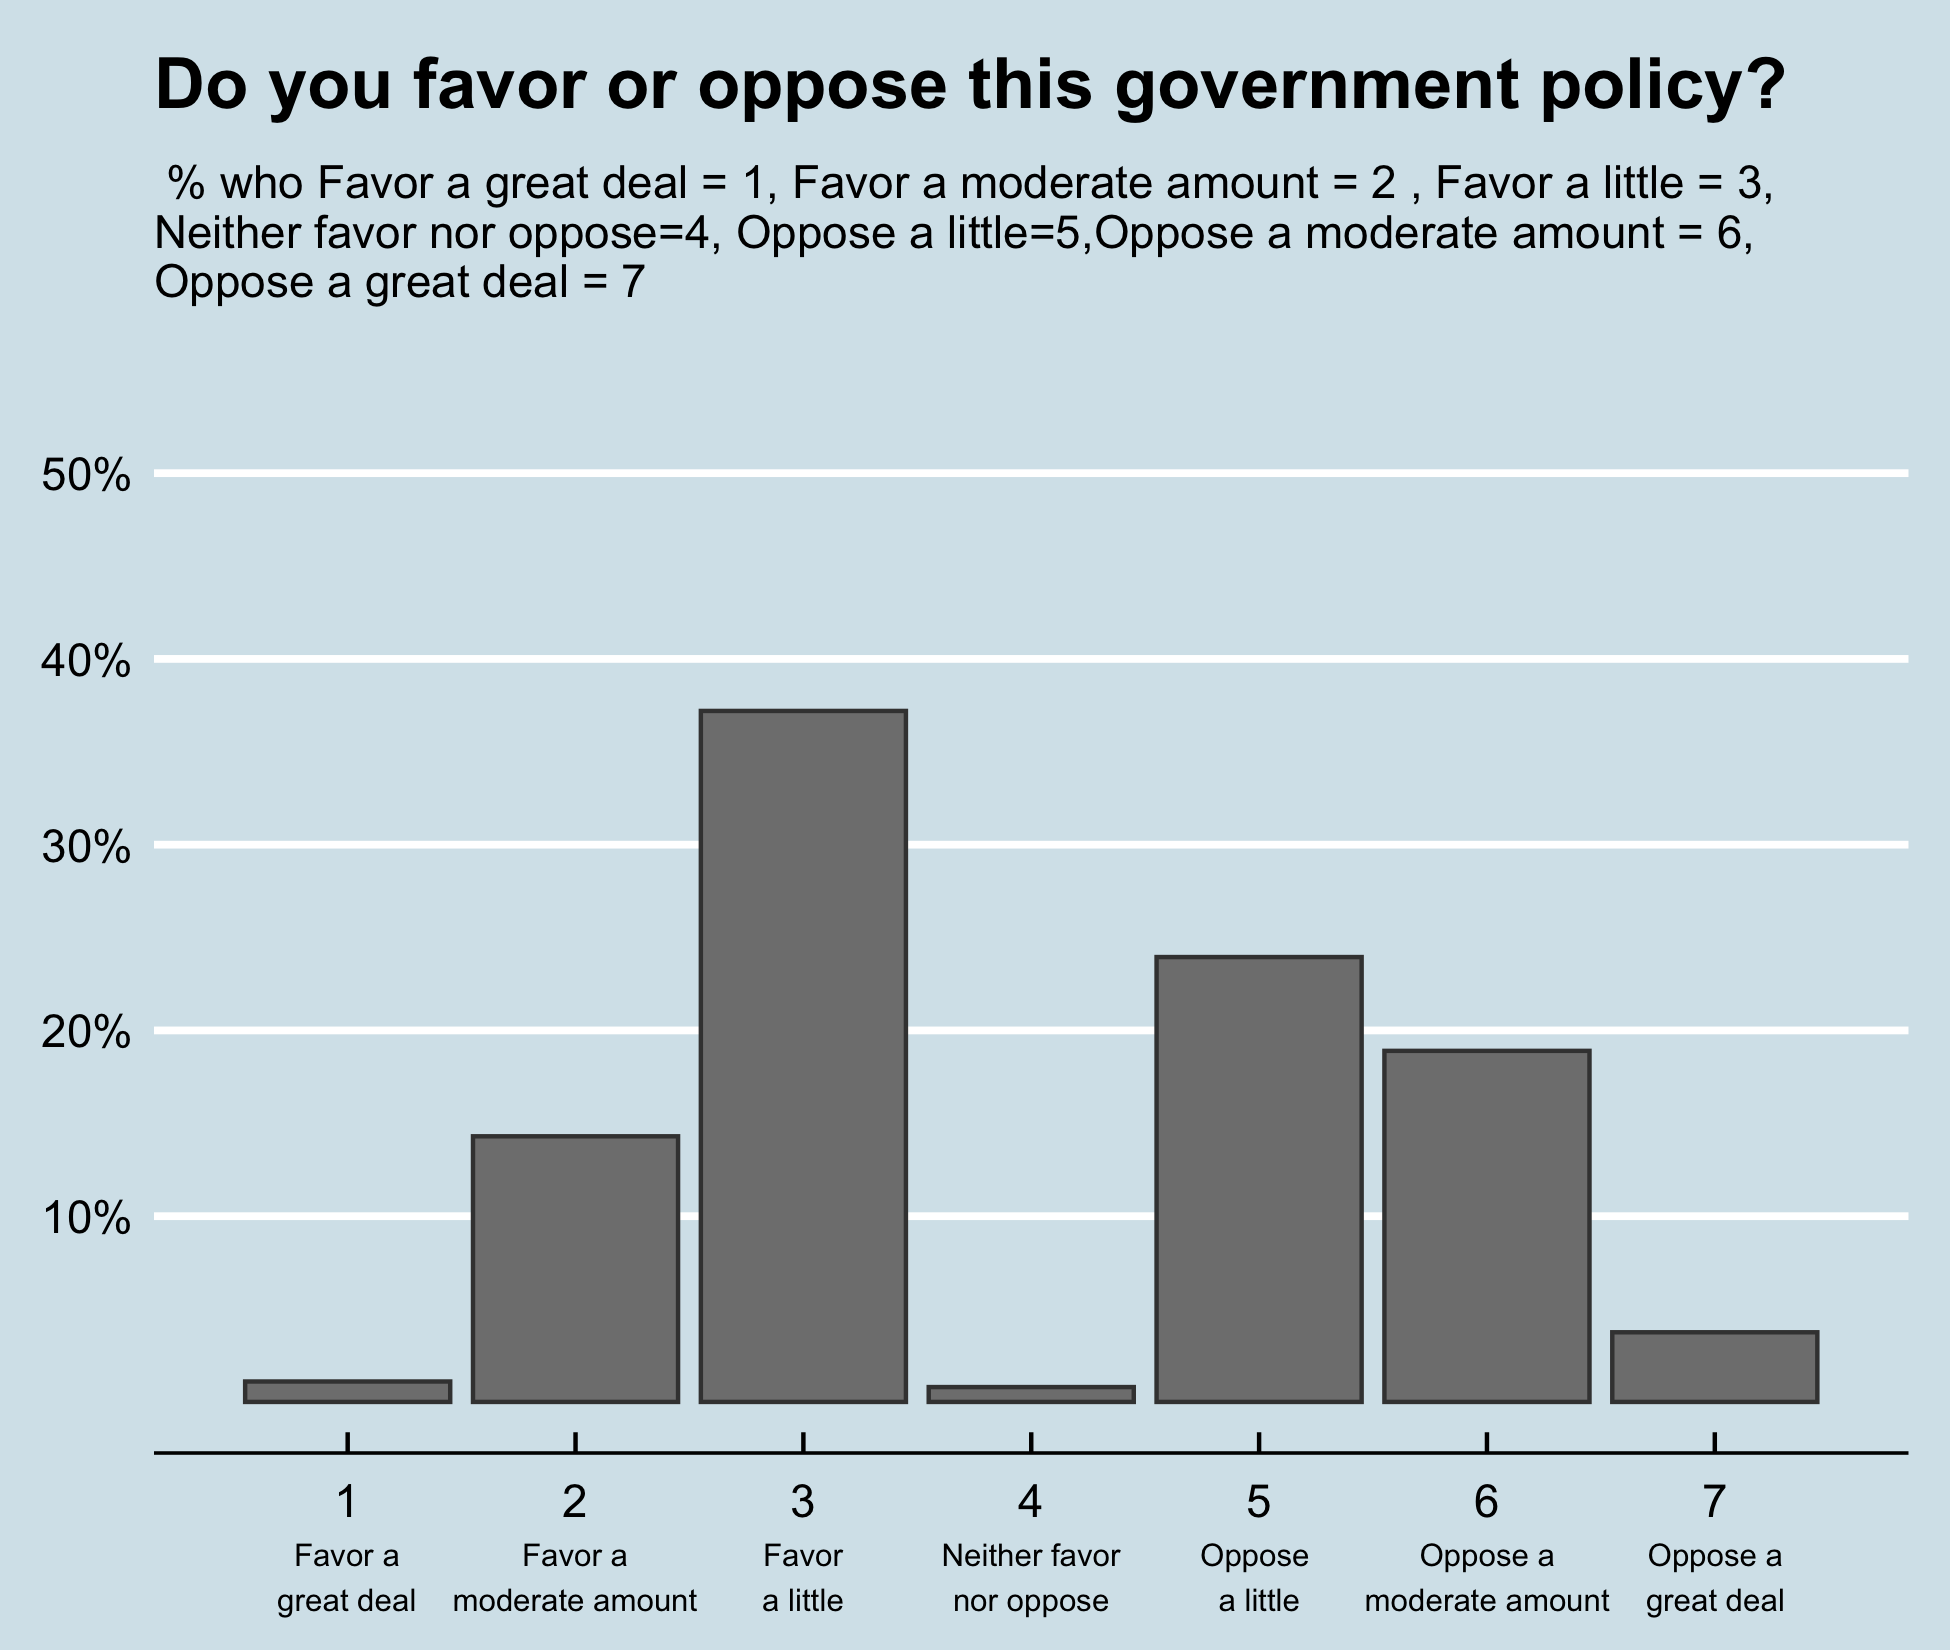 Do you favor or oppose this government policy?
% who Favor a great deal = 1, Favor a moderate amount = 2 , Favor a little = 3,
Neither favor nor oppose=4, Oppose a little=5,Oppose a moderate amount = 6,
Oppose a great deal = 7
50%
40%
30%
20%
10%
1 2 3 4 5 6 7
Favor a Favor a Favor Neither favor Oppose Oppose a Oppose a
great deal moderate amount a little nor oppose a little moderate amount great deal